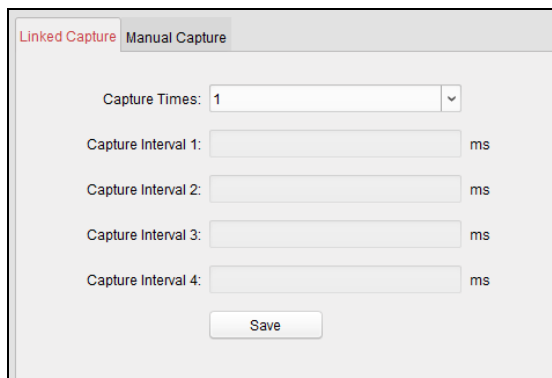 Linked Capture Manual Capture
Capture Times: 1
Capture Interval 1: ms
Capture Interval 2: ms
Capture Interval 3: ms
Capture Interval 4: ms
Save